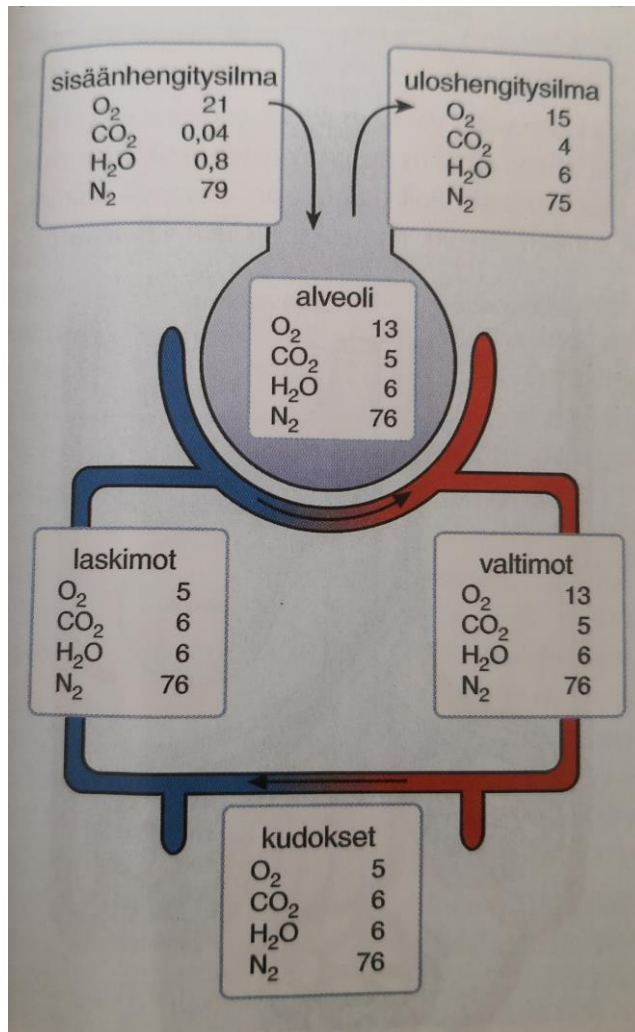 sisäänhengitysilma
O₂ 21
CO₂ 0,04
H₂O 0,8
N₂ 79
uloshengitysilma
O₂ 15
CO₂ 4
H₂O 6
N₂ 75
alveoli
O₂ 13
CO₂ 5
H₂O 6
N₂ 76
laskimot
O₂ 5
CO₂ 6
H₂O 6
N₂ 76
valtimot
O₂ 13
CO₂ 5
H₂O 6
N₂ 76
kudokset
O₂ 5
CO₂ 6
H₂O 6
N₂ 76